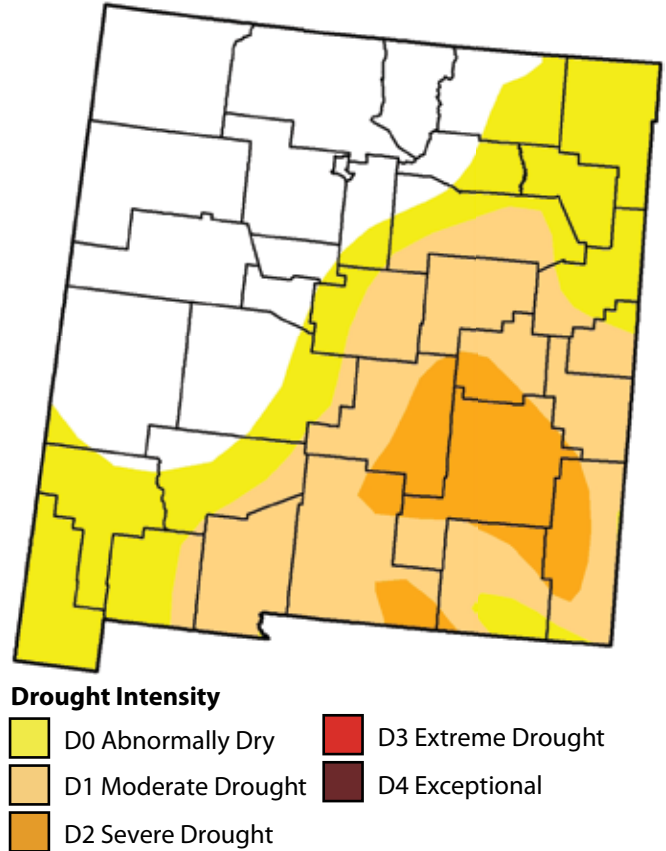 Drought Intensity
D0 Abnormally Dry
D1 Moderate Drought
D2 Severe Drought
D3 Extreme Drought
D4 Exceptional